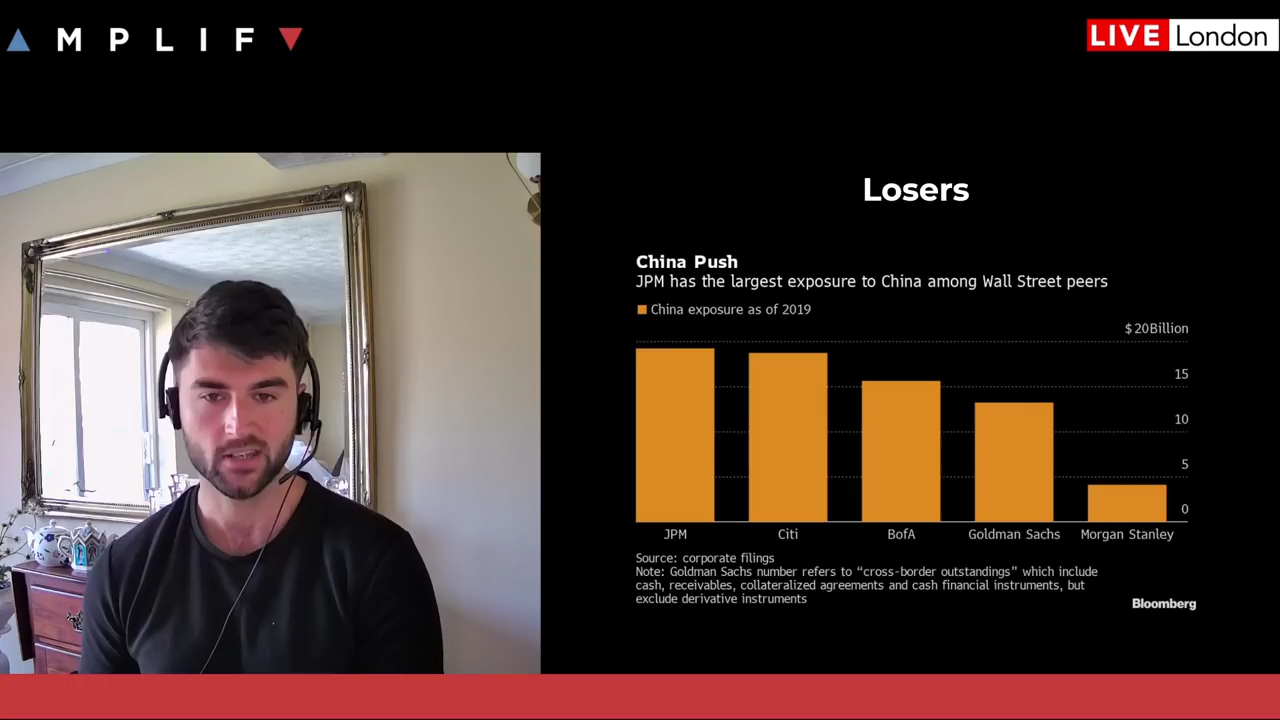 MPLIF
LIVE London
Losers
China Push
JPM has the largest exposure to China among Wall Street peers
China exposure as of 2019
$20Billion
15
10
5
0
JPM Citi BofA Goldman Sachs Morgan Stanley
Source: corporate filings
Note: Goldman Sachs number refers to “cross-border outstandings” which include
cash, receivables, collateralized agreements and cash financial instruments, but
exclude derivative instruments
Bloomberg